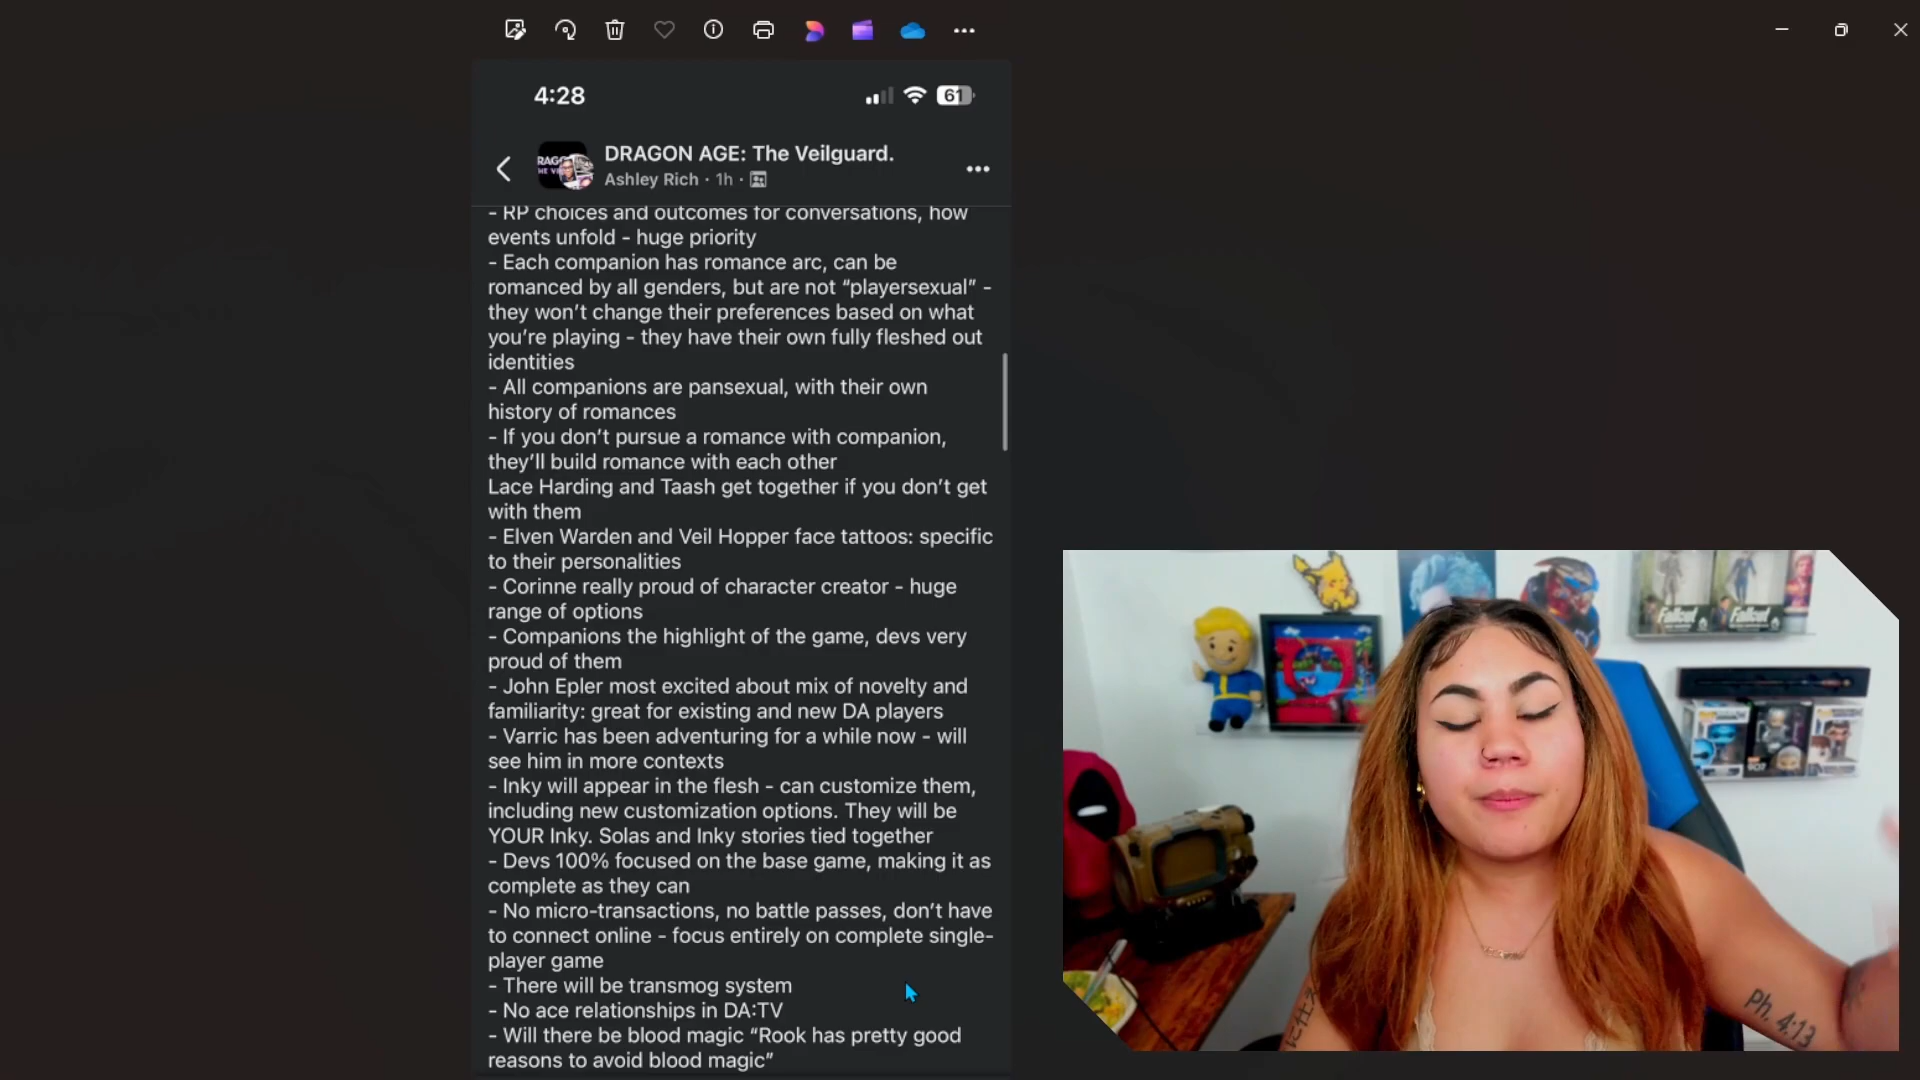 4:28
61
DRAGON AGE: The Veilguard.
Ashley Rich · 1h ·
- RP choices and outcomes for conversations, how
events unfold - huge priority
- Each companion has romance arc, can be
romanced by all genders, but are not “playersexual” -
they won’t change their preferences based on what
you’re playing - they have their own fully fleshed out
identities
- All companions are pansexual, with their own
history of romances
- If you don’t pursue a romance with companion,
they’ll build romance with each other
Lace Harding and Taash get together if you don’t get
with them
- Elven Warden and Veil Hopper face tattoos: specific
to their personalities
- Corinne really proud of character creator - huge
range of options
- Companions the highlight of the game, devs very
proud of them
- John Epler most excited about mix of novelty and
familiarity: great for existing and new DA players
- Varric has been adventuring for a while now - will
see him in more contexts
- Inky will appear in the flesh - can customize them,
including new customization options. They will be
YOUR Inky. Solas and Inky stories tied together
- Devs 100% focused on the base game, making it as
complete as they can
- No micro-transactions, no battle passes, don’t have
to connect online - focus entirely on complete single-
player game
- There will be transmog system
- No ace relationships in DA:TV
- Will there be blood magic “Rook has pretty good
reasons to avoid blood magic”
Fallout
Fallout
Ph. 4:13